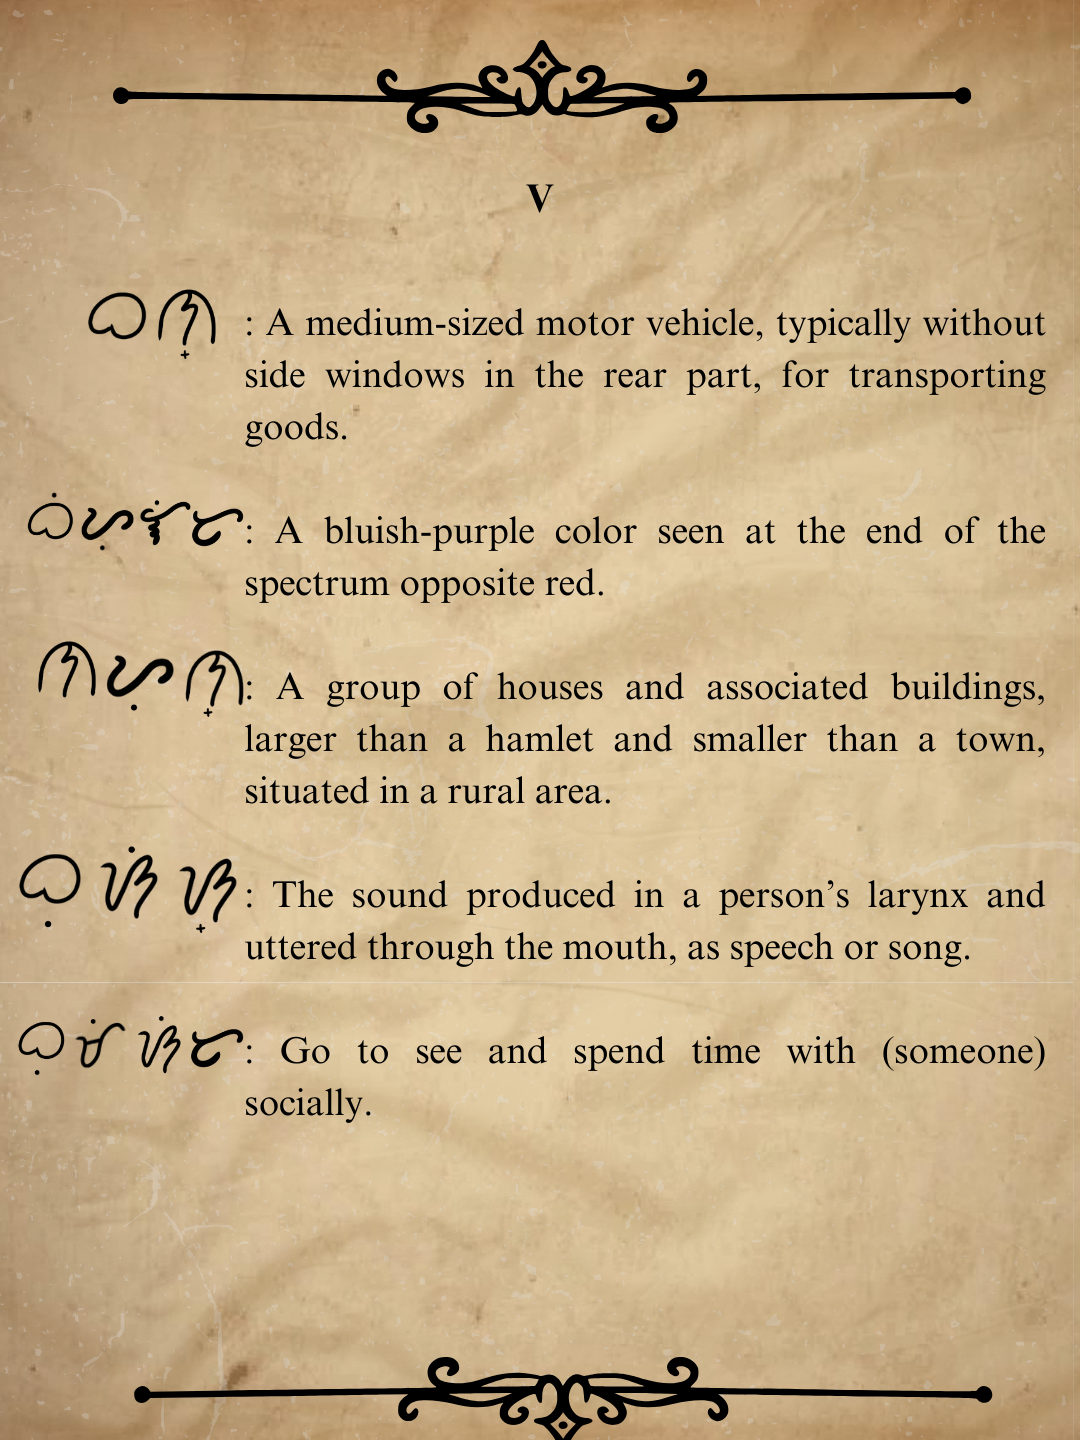 V
ᜊᜈ᜔ : A medium-sized motor vehicle, typically without
side windows in the rear part, for transporting
goods.
ᜊᜒᜌᜓᜎᜒᜆ : A bluish-purple color seen at the end of the
spectrum opposite red.
ᜈᜌᜓᜈ᜔ : A group of houses and associated buildings,
larger than a hamlet and smaller than a town,
situated in a rural area.
ᜊᜓᜐᜒᜐ᜔ : The sound produced in a person’s larynx and
uttered through the mouth, as speech or song.
ᜊᜓᜋᜒᜐᜒᜆ : Go to see and spend time with (someone)
socially.